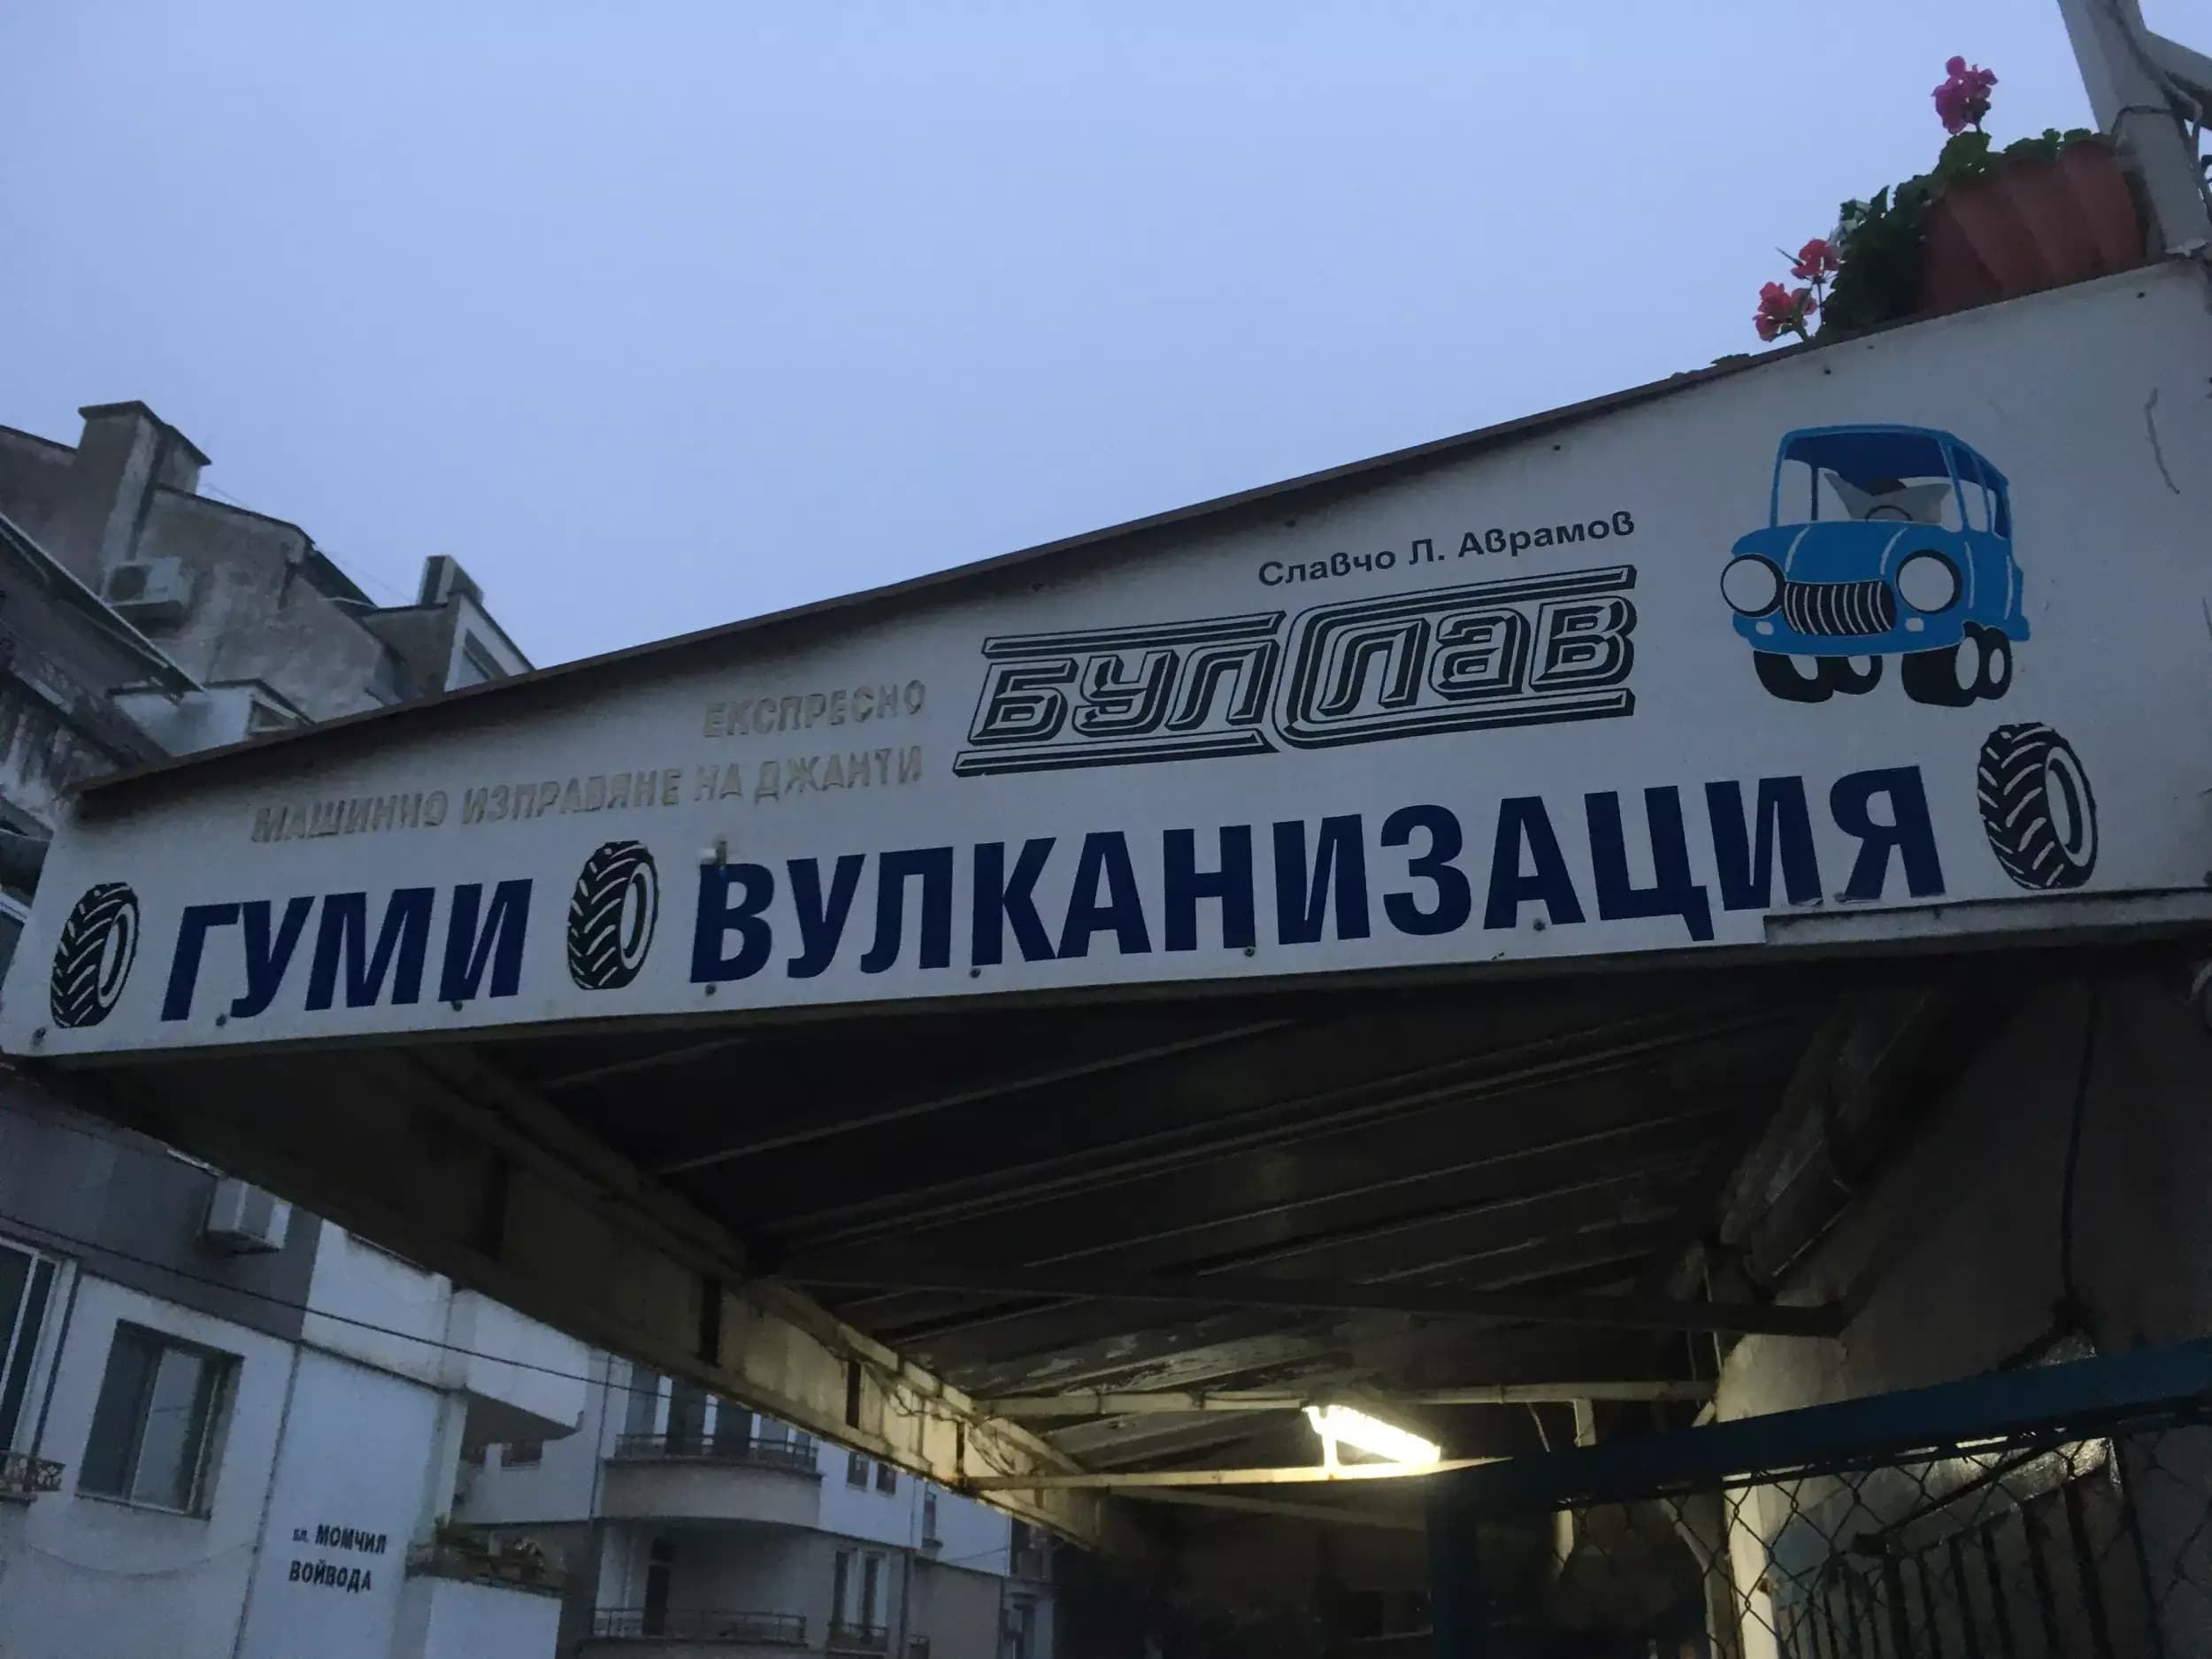 Славчо Л. Аврамов
БУЛСЛАВ
ЕКСПРЕСНО
МАШИННО ИЗПРАВЯНЕ НА ДЖАНТИ
ГУМИ ВУЛКАНИЗАЦИЯ
бл. МОМЧИЛ
ВОЙВОДА